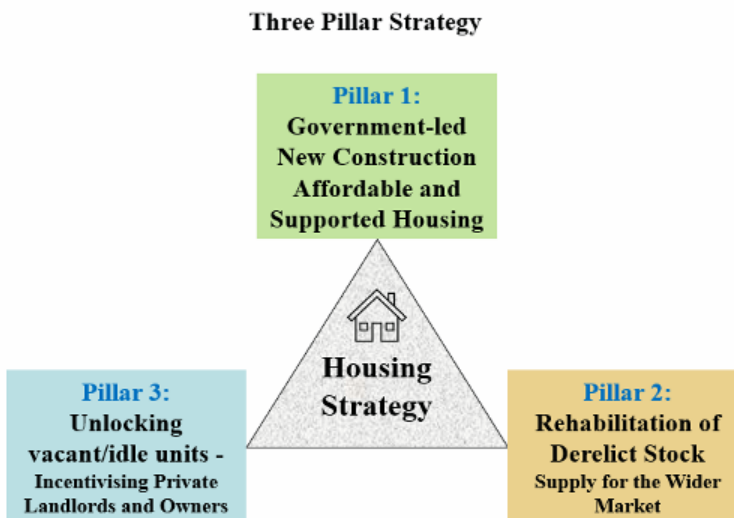 Three Pillar Strategy
Pillar 1:
Government-led
New Construction
Affordable and
Supported Housing
Housing
Strategy
Pillar 3:
Unlocking
vacant/idle units -
Incentivising Private
Landlords and Owners
Pillar 2:
Rehabilitation of
Derelict Stock
Supply for the Wider
Market